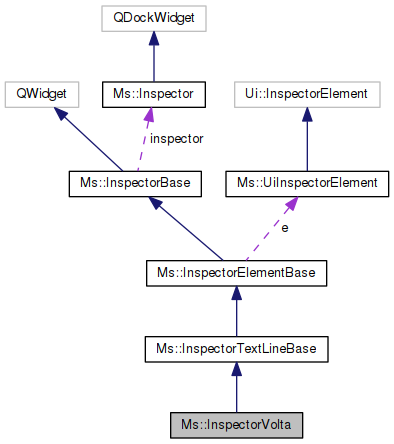 QDockWidget
QWidget
Ms::Inspector
Ui::InspectorElement
inspector
Ms::InspectorBase
Ms::UiInspectorElement
e
Ms::InspectorElementBase
Ms::InspectorTextLineBase
Ms::InspectorVolta